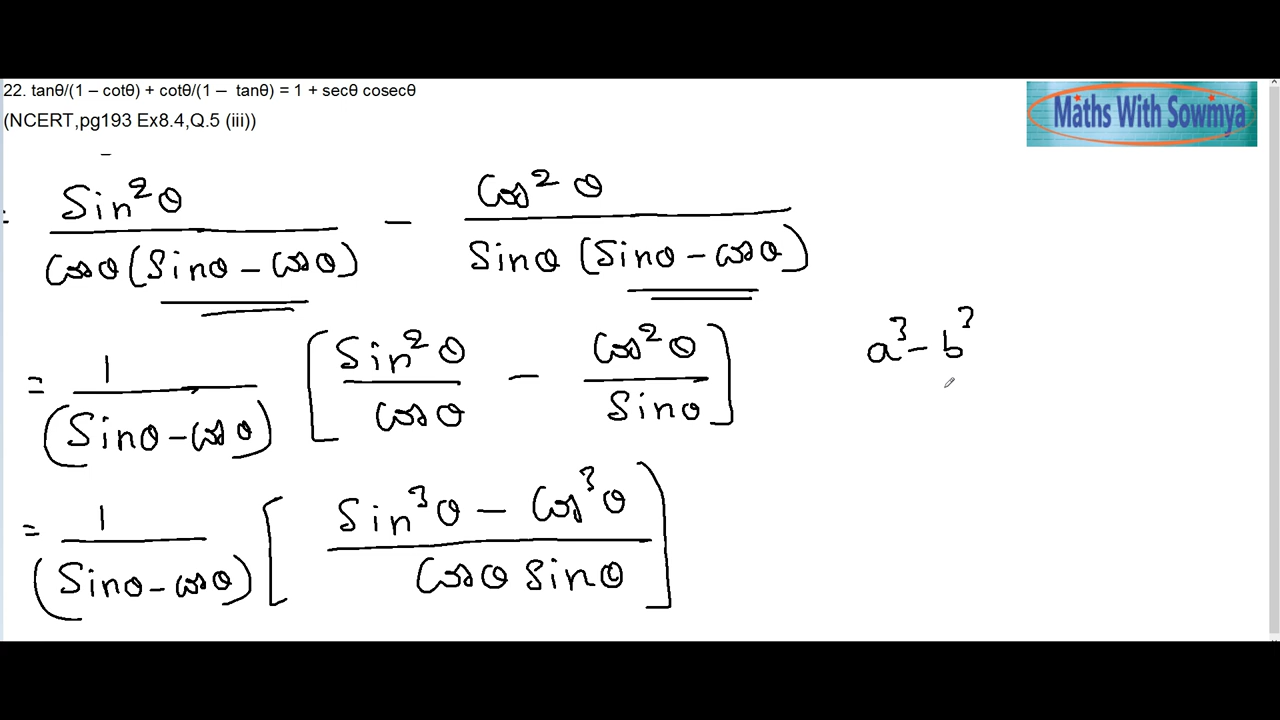 22. tanθ/(1 – cotθ) + cotθ/(1 – tanθ) = 1 + secθ cosecθ
(NCERT,pg193 Ex8.4,Q.5 (iii))
Maths With Sowmya
= Sin²θ / Cosθ (Sinθ – Cosθ) – Cos²θ / Sinθ (Sinθ – Cosθ)
= 1 / (Sinθ – Cosθ) [ Sin²θ / Cosθ – Cos²θ / Sinθ ]
a³ – b³
= 1 / (Sinθ – Cosθ) [ Sin³θ – Cos³θ / Cosθ Sinθ ]